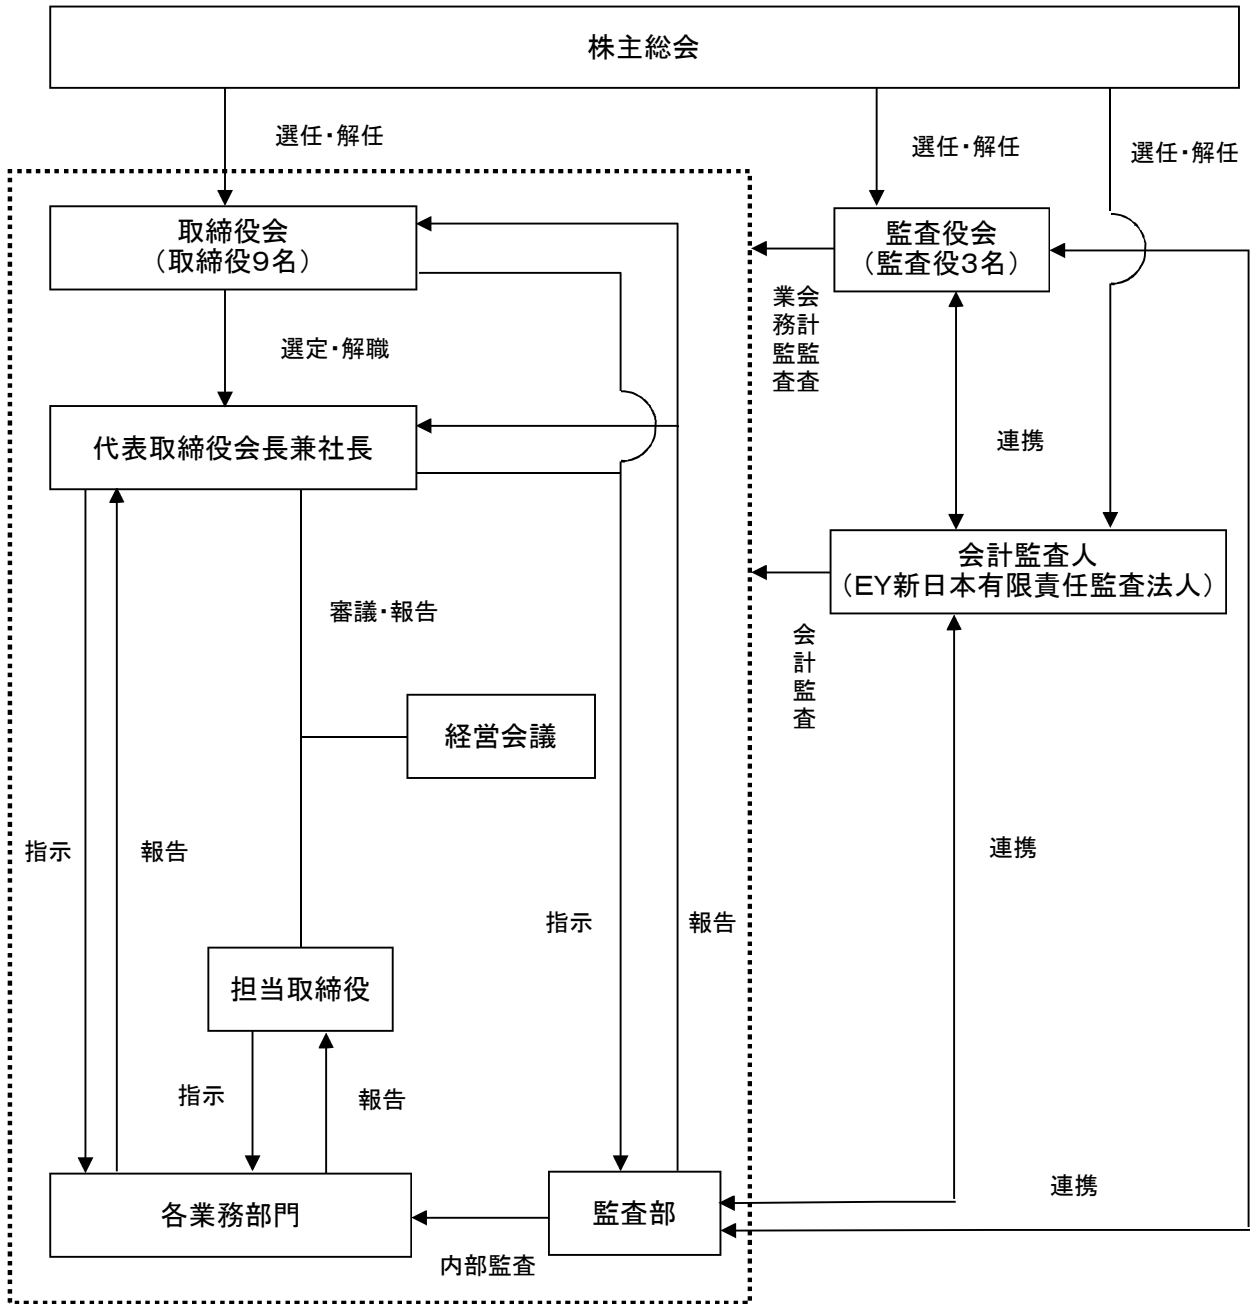 株主総会
選任・解任
選任・解任
選任・解任
取締役会
（取締役９名）
監査役会
（監査役３名）
業務監査
会計監査
選定・解職
代表取締役会長兼社長
連携
会計監査人
（EY新日本有限責任監査法人）
審議・報告
会計監査
経営会議
指示
報告
連携
指示
報告
担当取締役
指示
報告
連携
各業務部門
監査部
内部監査